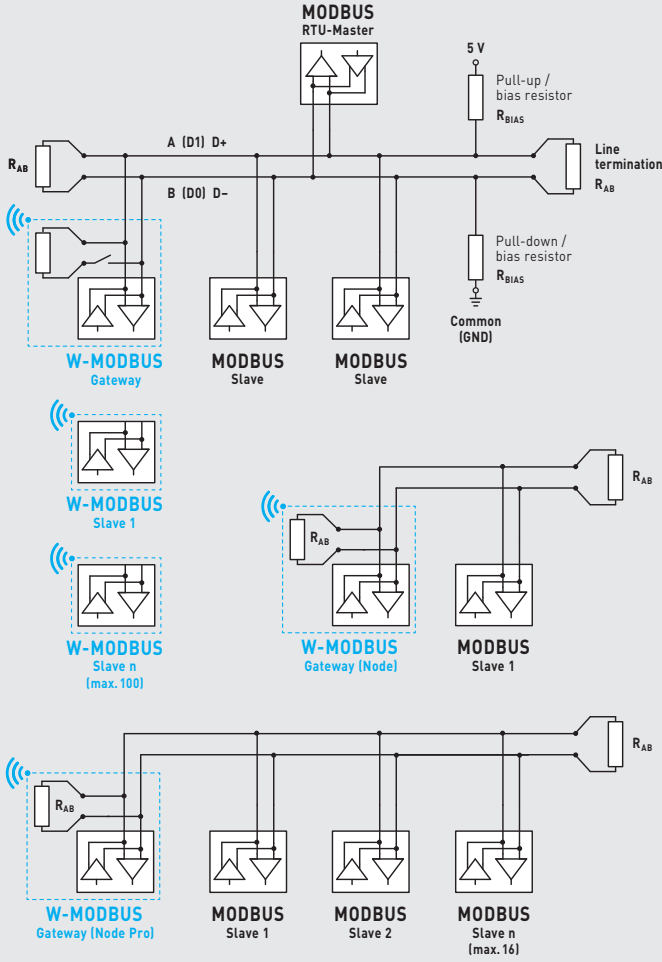 MODBUS
RTU-Master
5 V
Pull-up /
bias resistor
RBIAS
A (D1) D+
RAB
Line
termination
RAB
B (D0) D–
Pull-down /
bias resistor
RBIAS
Common
(GND)
W-MODBUS
Gateway
MODBUS
Slave
MODBUS
Slave
W-MODBUS
Slave 1
RAB
RAB
W-MODBUS
Slave n
(max. 100)
W-MODBUS
Gateway (Node)
MODBUS
Slave 1
RAB
RAB
W-MODBUS
Gateway (Node Pro)
MODBUS
Slave 1
MODBUS
Slave 2
MODBUS
Slave n
(max. 16)